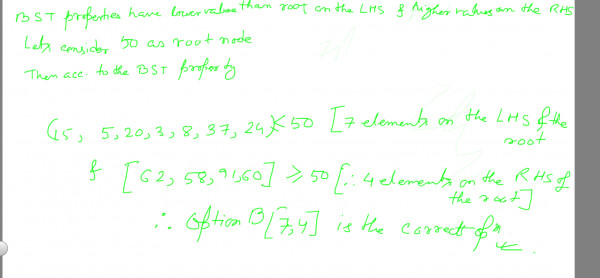 BST properties have lower values than root on the LHS & higher values on the RHS
Lets consider 50 as root node
Then acc. to the BST property
(15, 5, 20, 3, 8, 37, 24) < 50 [7 elements on the LHS of the
root
& [62, 58, 91, 60] ≥ 50 [∵ 4 elements on the RHS of
the root]
∴ Option B [7,4] is the correct opn